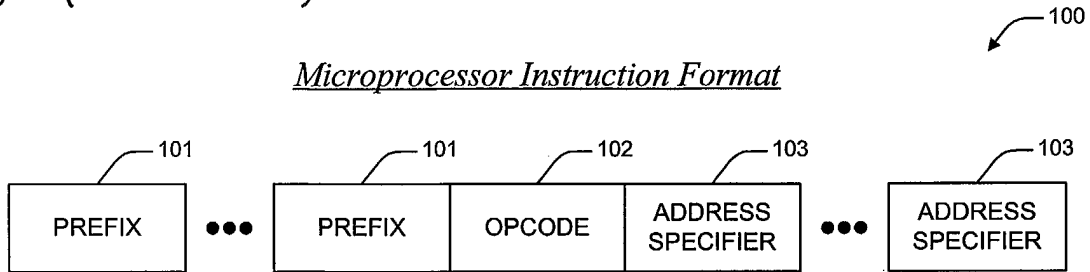 100
Microprocessor Instruction Format
101 101 102 103 103
PREFIX ••• PREFIX OPCODE ADDRESS SPECIFIER ••• ADDRESS SPECIFIER